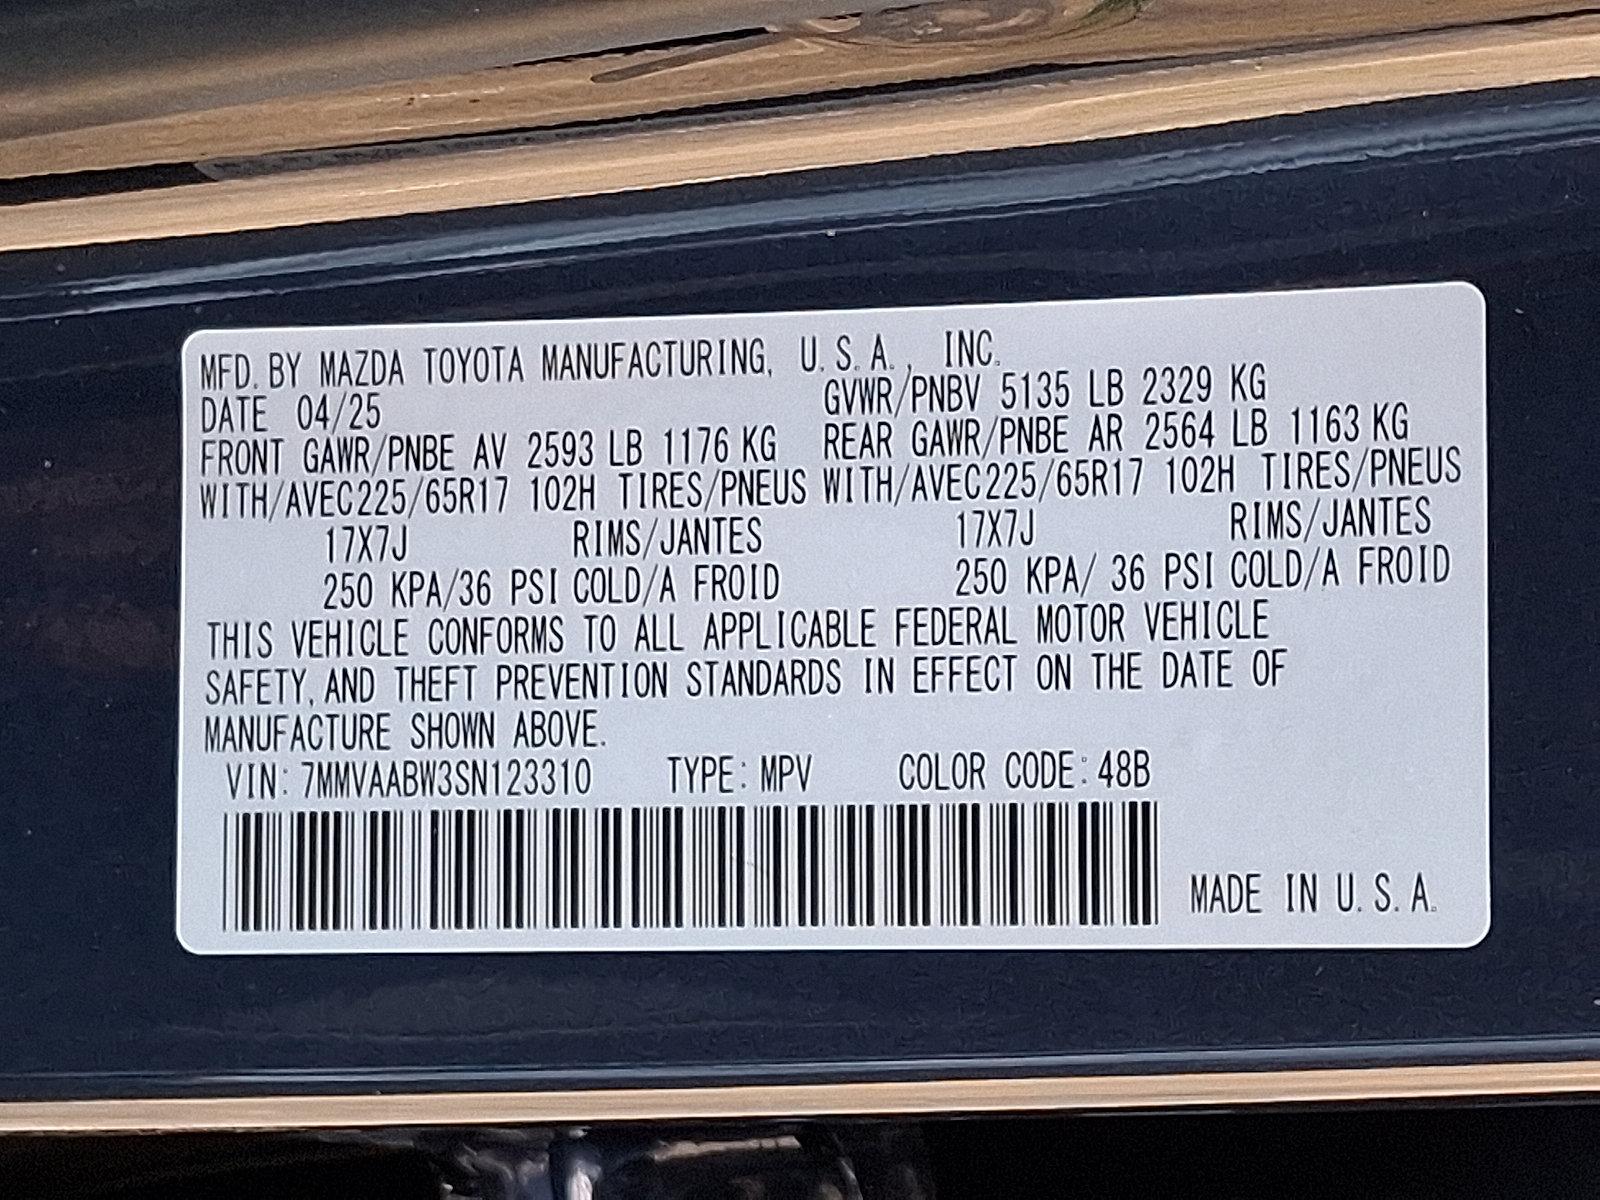 MFD. BY MAZDA TOYOTA MANUFACTURING, U.S.A., INC.
DATE 04/25 GVWR/PNBV 5135 LB 2329 KG
FRONT GAWR/PNBE AV 2593 LB 1176 KG REAR GAWR/PNBE AR 2564 LB 1163 KG
WITH/AVEC225/65R17 102H TIRES/PNEUS WITH/AVEC225/65R17 102H TIRES/PNEUS
17X7J RIMS/JANTES 17X7J RIMS/JANTES
250 KPA/36 PSI COLD/A FROID 250 KPA/ 36 PSI COLD/A FROID
THIS VEHICLE CONFORMS TO ALL APPLICABLE FEDERAL MOTOR VEHICLE
SAFETY, AND THEFT PREVENTION STANDARDS IN EFFECT ON THE DATE OF
MANUFACTURE SHOWN ABOVE.
VIN: 7MMVAABW3SN123310 TYPE: MPV COLOR CODE: 48B
MADE IN U.S.A.